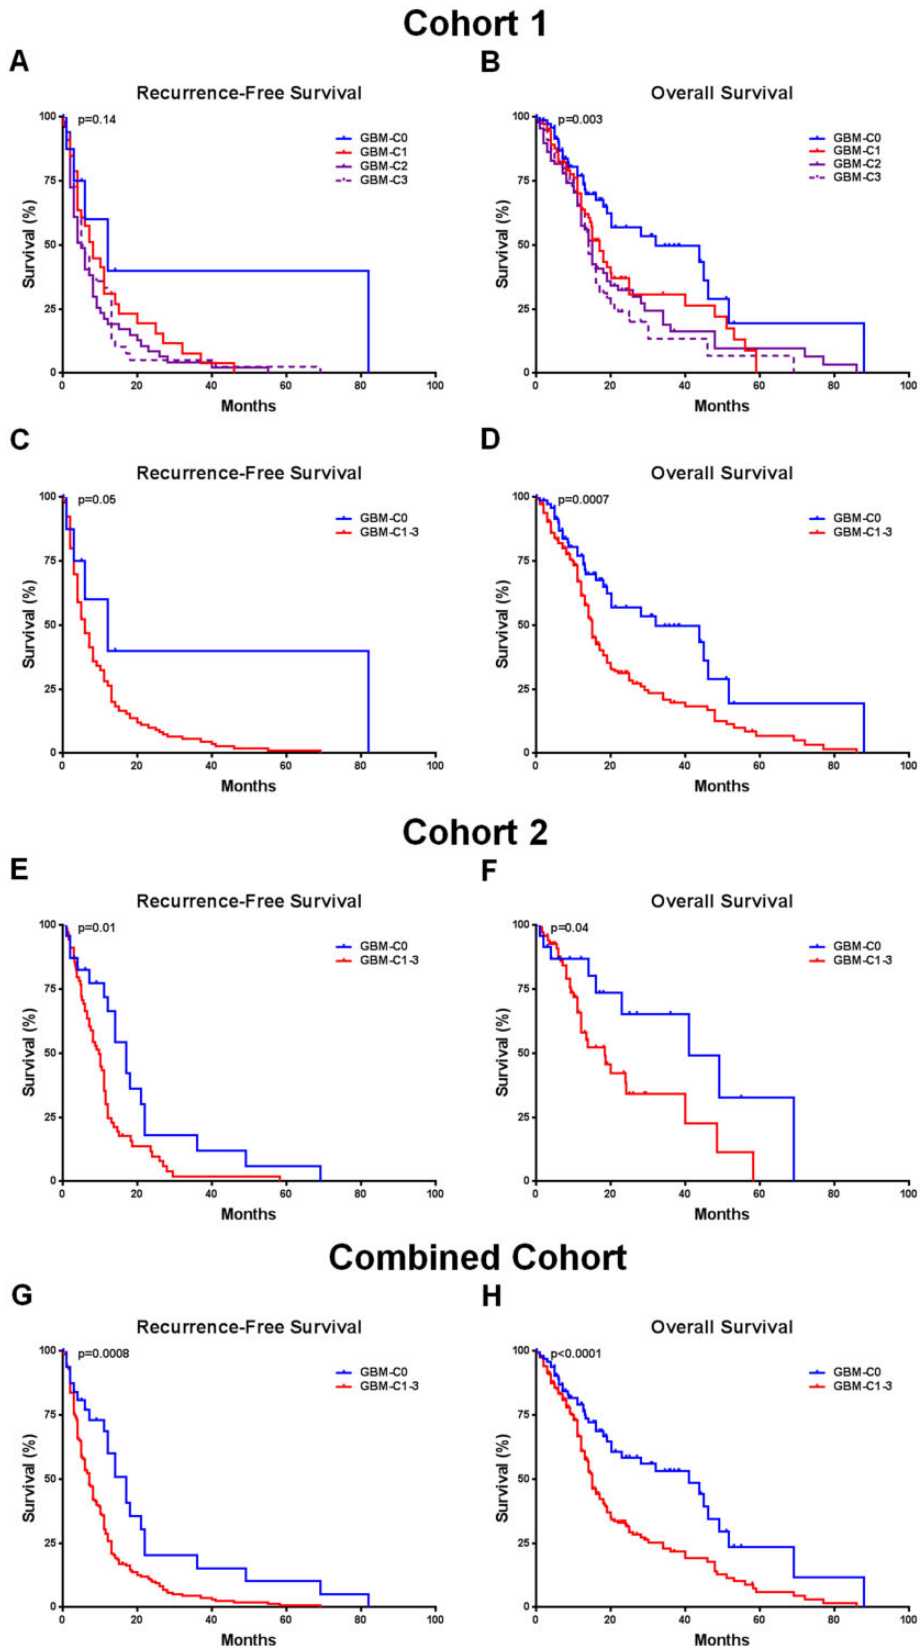 Cohort 1
A
B
Recurrence-Free Survival
Overall Survival
p=0.14
GBM-C0
GBM-C1
GBM-C2
GBM-C3
p=0.003
GBM-C0
GBM-C1
GBM-C2
GBM-C3
Survival (%)
100
75
50
25
0
0 20 40 60 80 100
Months
Survival (%)
100
75
50
25
0
0 20 40 60 80 100
Months
C
D
Recurrence-Free Survival
Overall Survival
p=0.05
GBM-C0
GBM-C1-3
p=0.0007
GBM-C0
GBM-C1-3
Survival (%)
100
75
50
25
0
0 20 40 60 80 100
Months
Survival (%)
100
75
50
25
0
0 20 40 60 80 100
Months
Cohort 2
E
F
Recurrence-Free Survival
Overall Survival
p=0.01
GBM-C0
GBM-C1-3
p=0.04
GBM-C0
GBM-C1-3
Survival (%)
100
75
50
25
0
0 20 40 60 80 100
Months
Survival (%)
100
75
50
25
0
0 20 40 60 80 100
Months
Combined Cohort
G
H
Recurrence-Free Survival
Overall Survival
p=0.0008
GBM-C0
GBM-C1-3
p<0.0001
GBM-C0
GBM-C1-3
Survival (%)
100
75
50
25
0
0 20 40 60 80 100
Months
Survival (%)
100
75
50
25
0
0 20 40 60 80 100
Months